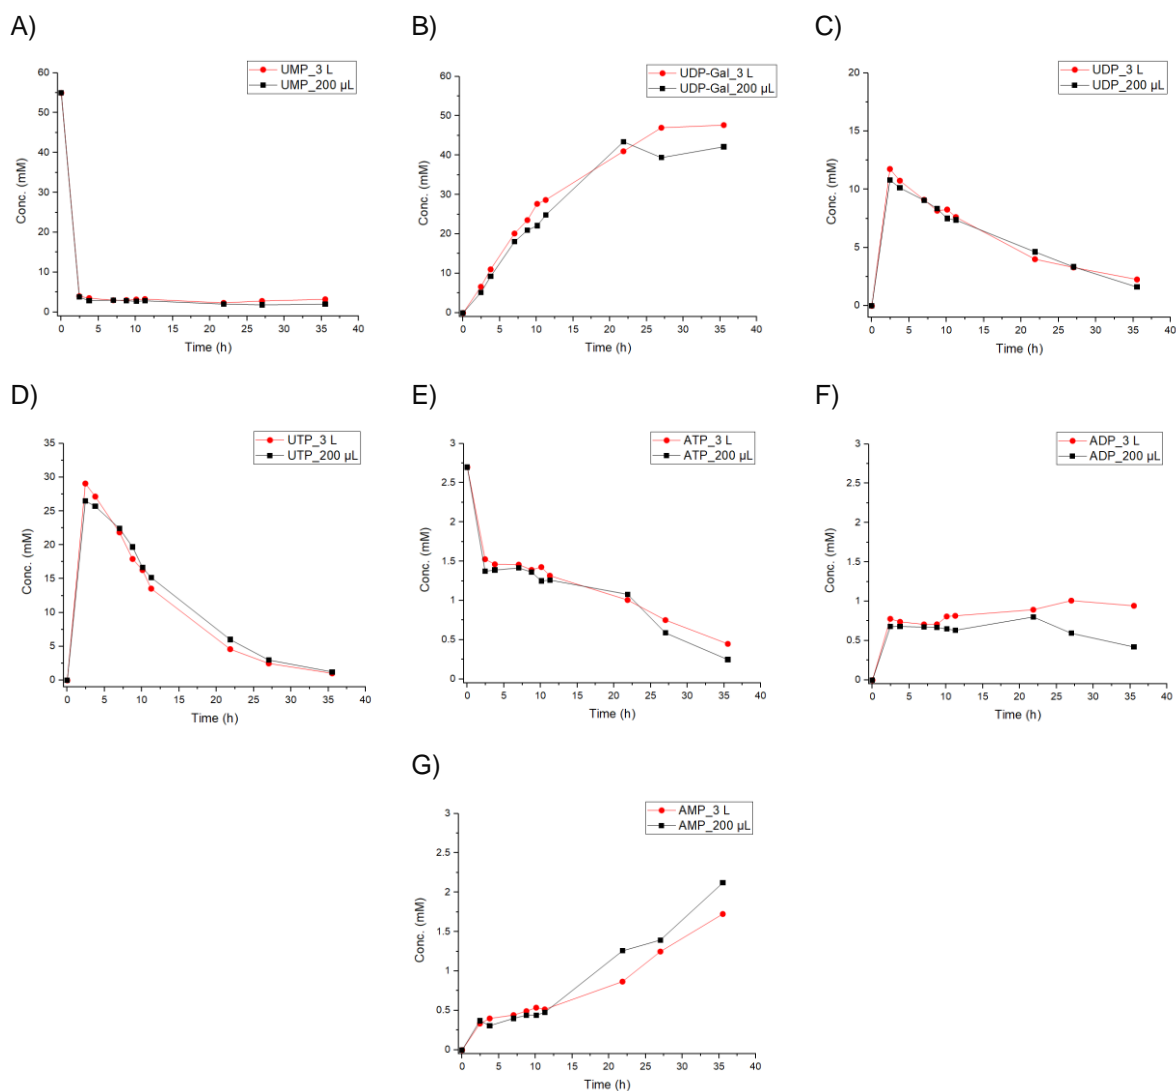 A)
UMP_3 L
UMP_200 µL
Conc. (mM)
60
50
40
30
20
10
0
0 5 10 15 20 25 30 35 40
Time (h)
B)
UDP-Gal_3 L
UDP-Gal_200 µL
Conc. (mM)
60
50
40
30
20
10
0
0 5 10 15 20 25 30 35 40
Time (h)
C)
UDP_3 L
UDP_200 µL
Conc. (mM)
20
15
10
5
0
0 5 10 15 20 25 30 35 40
Time (h)
D)
UTP_3 L
UTP_200 µL
Conc. (mM)
35
30
25
20
15
10
5
0
0 5 10 15 20 25 30 35 40
Time (h)
E)
ATP_3 L
ATP_200 µL
Conc. (mM)
3
2.5
2
1.5
1
0.5
0
0 5 10 15 20 25 30 35 40
Time (h)
F)
ADP_3 L
ADP_200 µL
Conc. (mM)
3
2.5
2
1.5
1
0.5
0
0 5 10 15 20 25 30 35 40
Time (h)
G)
AMP_3 L
AMP_200 µL
Conc. (mM)
3
2.5
2
1.5
1
0.5
0
0 5 10 15 20 25 30 35 40
Time (h)